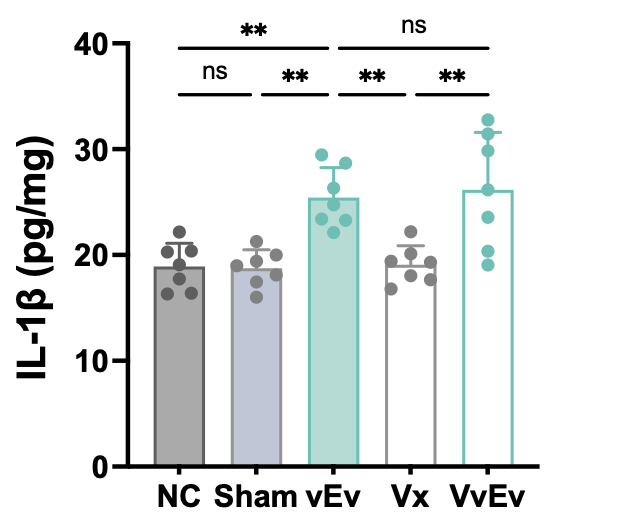 ** ns
ns ** ** **
40
30
20
10
0
IL-1β (pg/mg)
NC Sham vEv Vx VvEv